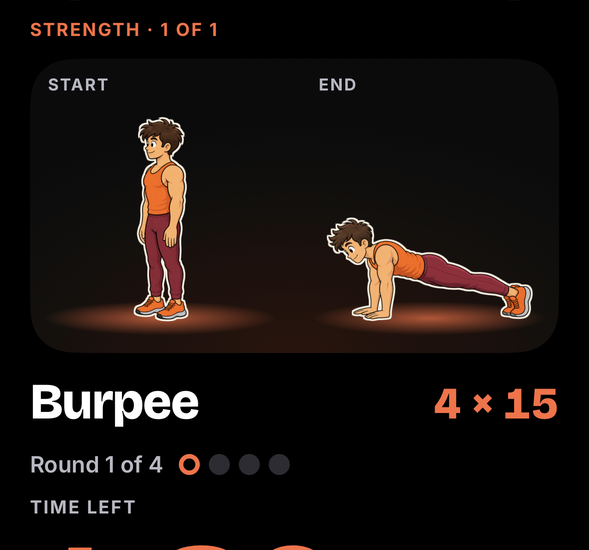 STRENGTH · 1 OF 1
START
END
Burpee
4 × 15
Round 1 of 4
TIME LEFT